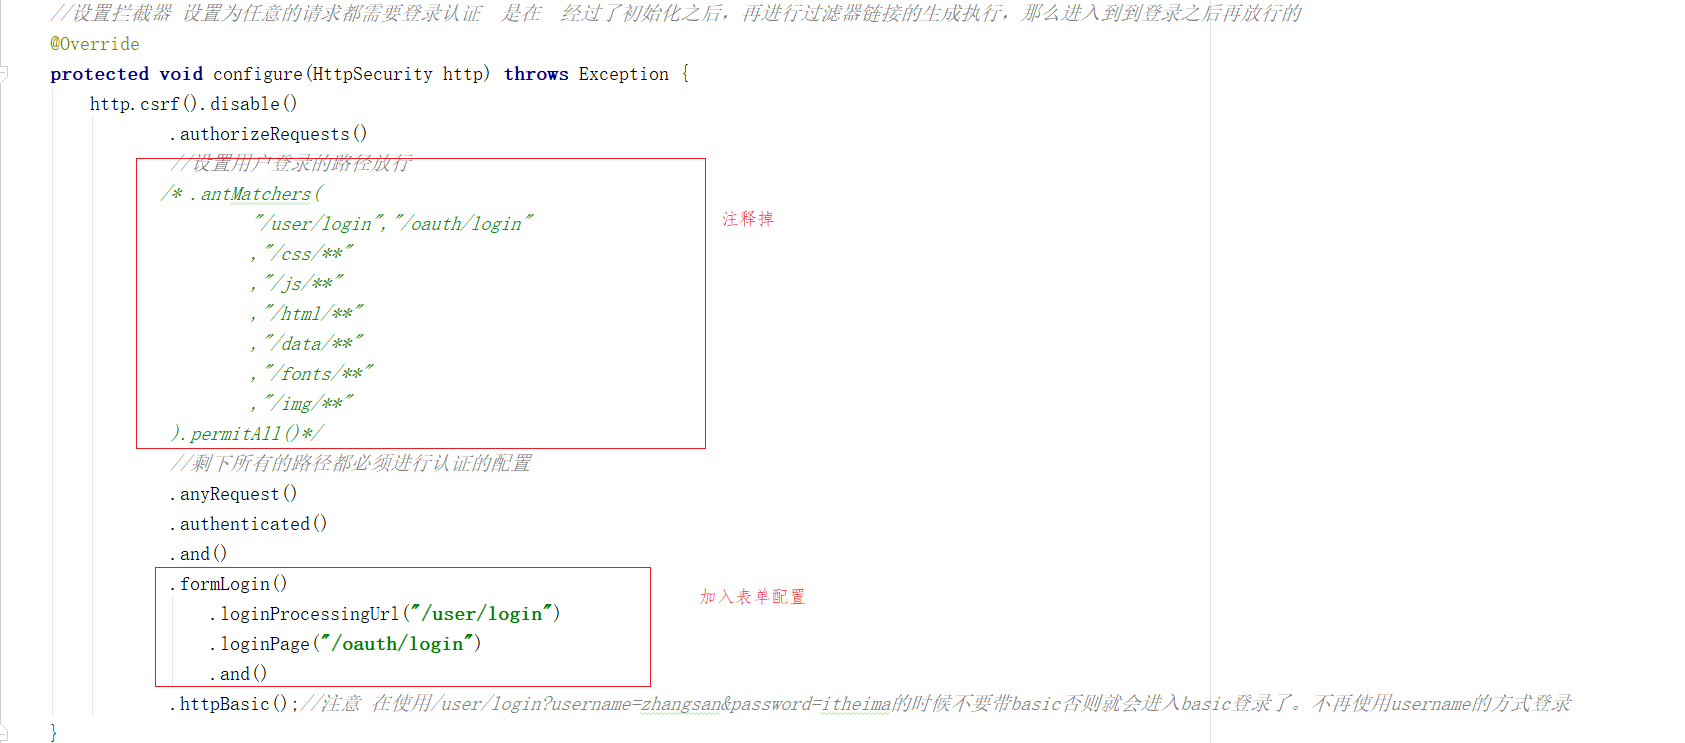 //设置拦截器 设置为任意的请求都需要登录认证  是在  经过了初始化之后，再进行过滤器链接的生成执行，那么进入到到登录之后再放行的
@Override
protected void configure(HttpSecurity http) throws Exception {
http.csrf().disable()
.authorizeRequests()
//设置用户登录的路径放行
/* .antMatchers(
"/user/login","/oauth/login"
注释掉
,"/css/**"
,"/js/**"
,"/html/**"
,"/data/**"
,"/fonts/**"
,"/img/**"
).permitAll()*/
//剩下所有的路径都必须进行认证的配置
.anyRequest()
.authenticated()
.and()
.formLogin()
加入表单配置
.loginProcessingUrl("/user/login")
.loginPage("/oauth/login")
.and()
.httpBasic();//注意 在使用/user/login?username=zhangsan&password=itheima的时候不要带basic否则就会进入basic登录了。不再使用username的方式登录
}